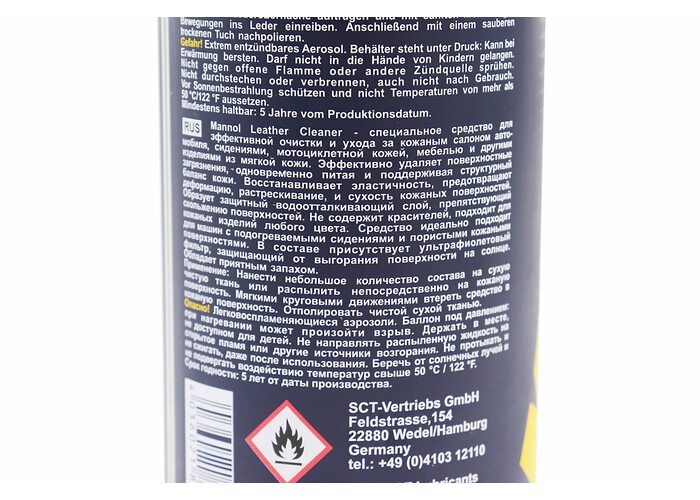 auftragen und mit sanften
Bewegungen ins Leder einreiben. Anschließend mit einem sauberen
trockenen Tuch nachpolieren.
Gefahr! Extrem entzündbares Aerosol. Behälter steht unter Druck: Kann bei
Erwärmung bersten. Darf nicht in die Hände von Kindern gelangen.
Nicht gegen offene Flamme oder andere Zündquelle sprühen.
Nicht durchstechen oder verbrennen, auch nicht nach Gebrauch.
Vor Sonnenbestrahlung schützen und nicht Temperaturen von mehr als
50 °C/122 °F aussetzen.
Mindestens haltbar: 5 Jahre vom Produktionsdatum.
RUS Mannol Leather Cleaner - специальное средство для
эффективной очистки и ухода за кожаным салоном авто-
мобиля, сидениями, мотоциклетной кожей, мебелью и другими
изделиями из мягкой кожи. Эффективно удаляет поверхностные
загрязнения, одновременно питая и поддерживая структурный
баланс кожи. Восстанавливает эластичность, предотвращают
деформацию, растрескивание, и сухость кожаных поверхностей.
Образует защитный водоотталкивающий слой, препятствующий
скольжению поверхностей. Не содержит красителей, подходит для
кожаных изделий любого цвета. Средство идеально подходит
для машин с подогреваемыми сидениями и пористыми кожаными
поверхностями. В составе присутствует ультрафиолетовый
фильтр, защищающий от выгорания поверхности на солнце.
Обладает приятным запахом.
Применение: Нанести небольшое количество состава на сухую
чистую ткань или распылить непосредственно на кожаную
поверхность. Мягкими круговыми движениями втереть средство в
кожаную поверхность. Отполировать чистой сухой тканью.
Опасно! Легковоспламеняющиеся аэрозоли. Баллон под давлением:
при нагревании может произойти взрыв. Держать в месте,
не доступном для детей. Не направлять распыленную жидкость на
открытое пламя или другие источники возгорания. Не протыкать и
не сжигать, даже после использования. Беречь от солнечных лучей и
не подвергать воздействию температур свыше 50 °C / 122 °F.
Срок годности: 5 лет от даты производства.
SCT-Vertriebs GmbH
Feldstrasse,154
22880 Wedel/Hamburg
Germany
tel.: +49 (0)4103 12110
Lubricants